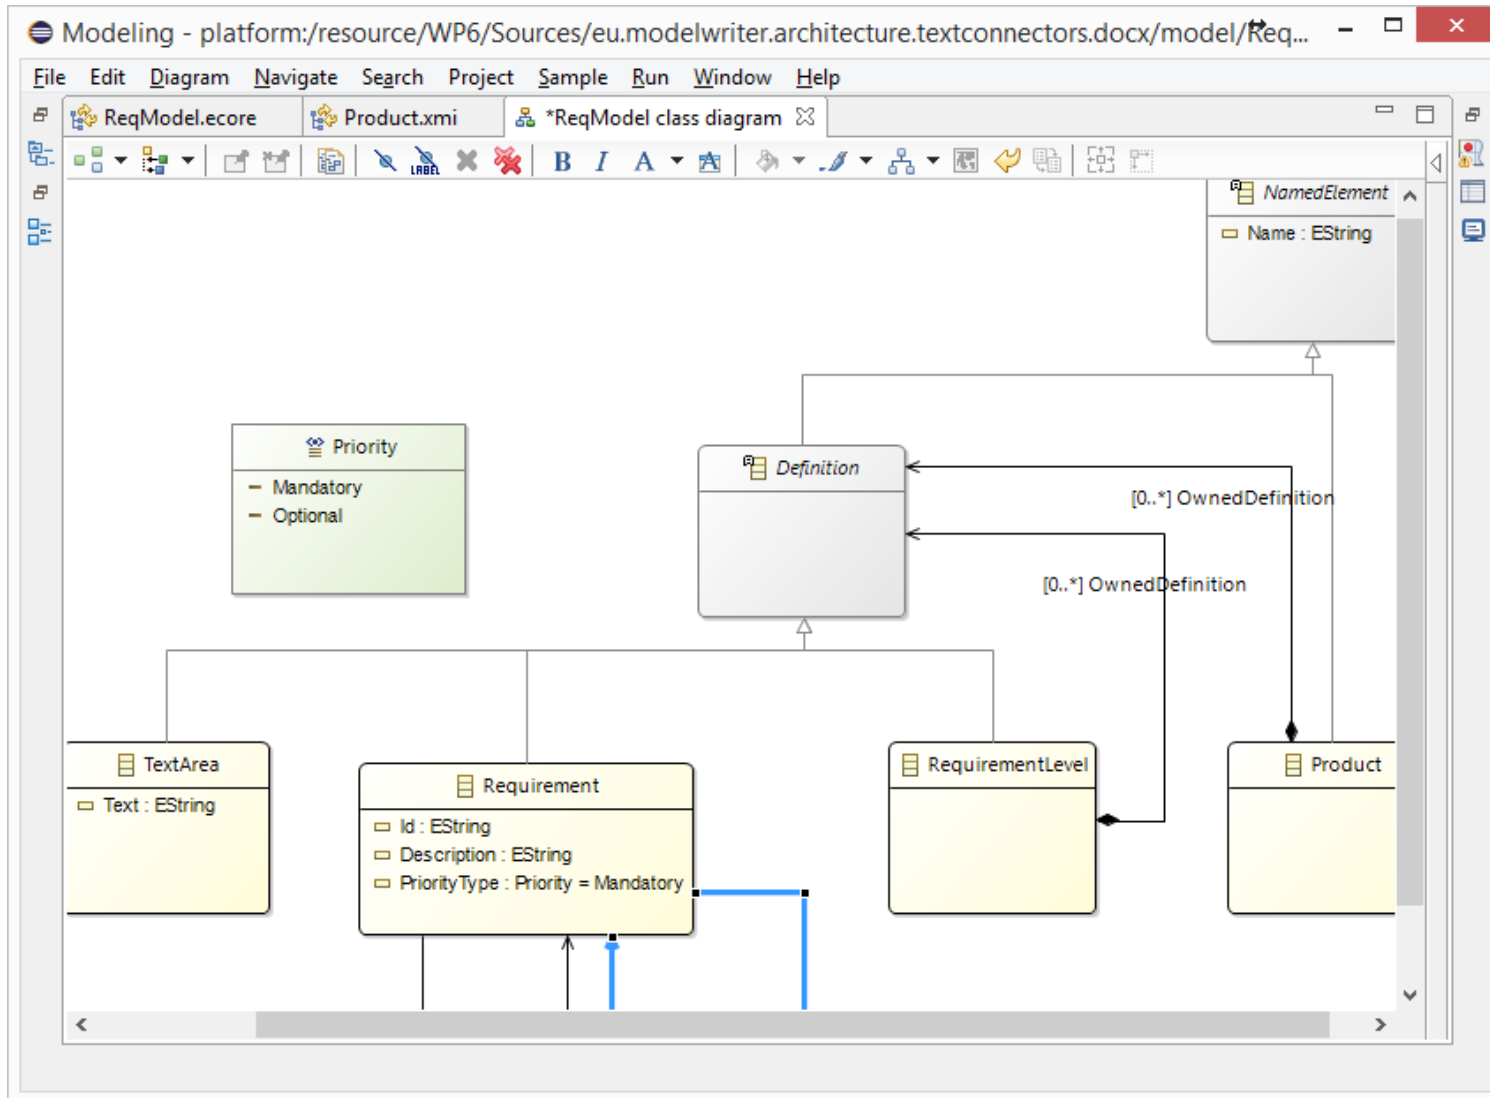 Modeling - platform:/resource/WP6/Sources/eu.modelwriter.architecture.textconnectors.docx/model/Req...
File Edit Diagram Navigate Search Project Sample Run Window Help
ReqModel.ecore Product.xmi *ReqModel class diagram
LABEL B I A A
NamedElement
Name : EString
Priority
Mandatory
Optional
Definition
[0..*] OwnedDefinition
[0..*] OwnedDefinition
TextArea
Text : EString
Requirement
Id : EString
Description : EString
PriorityType : Priority = Mandatory
RequirementLevel
Product